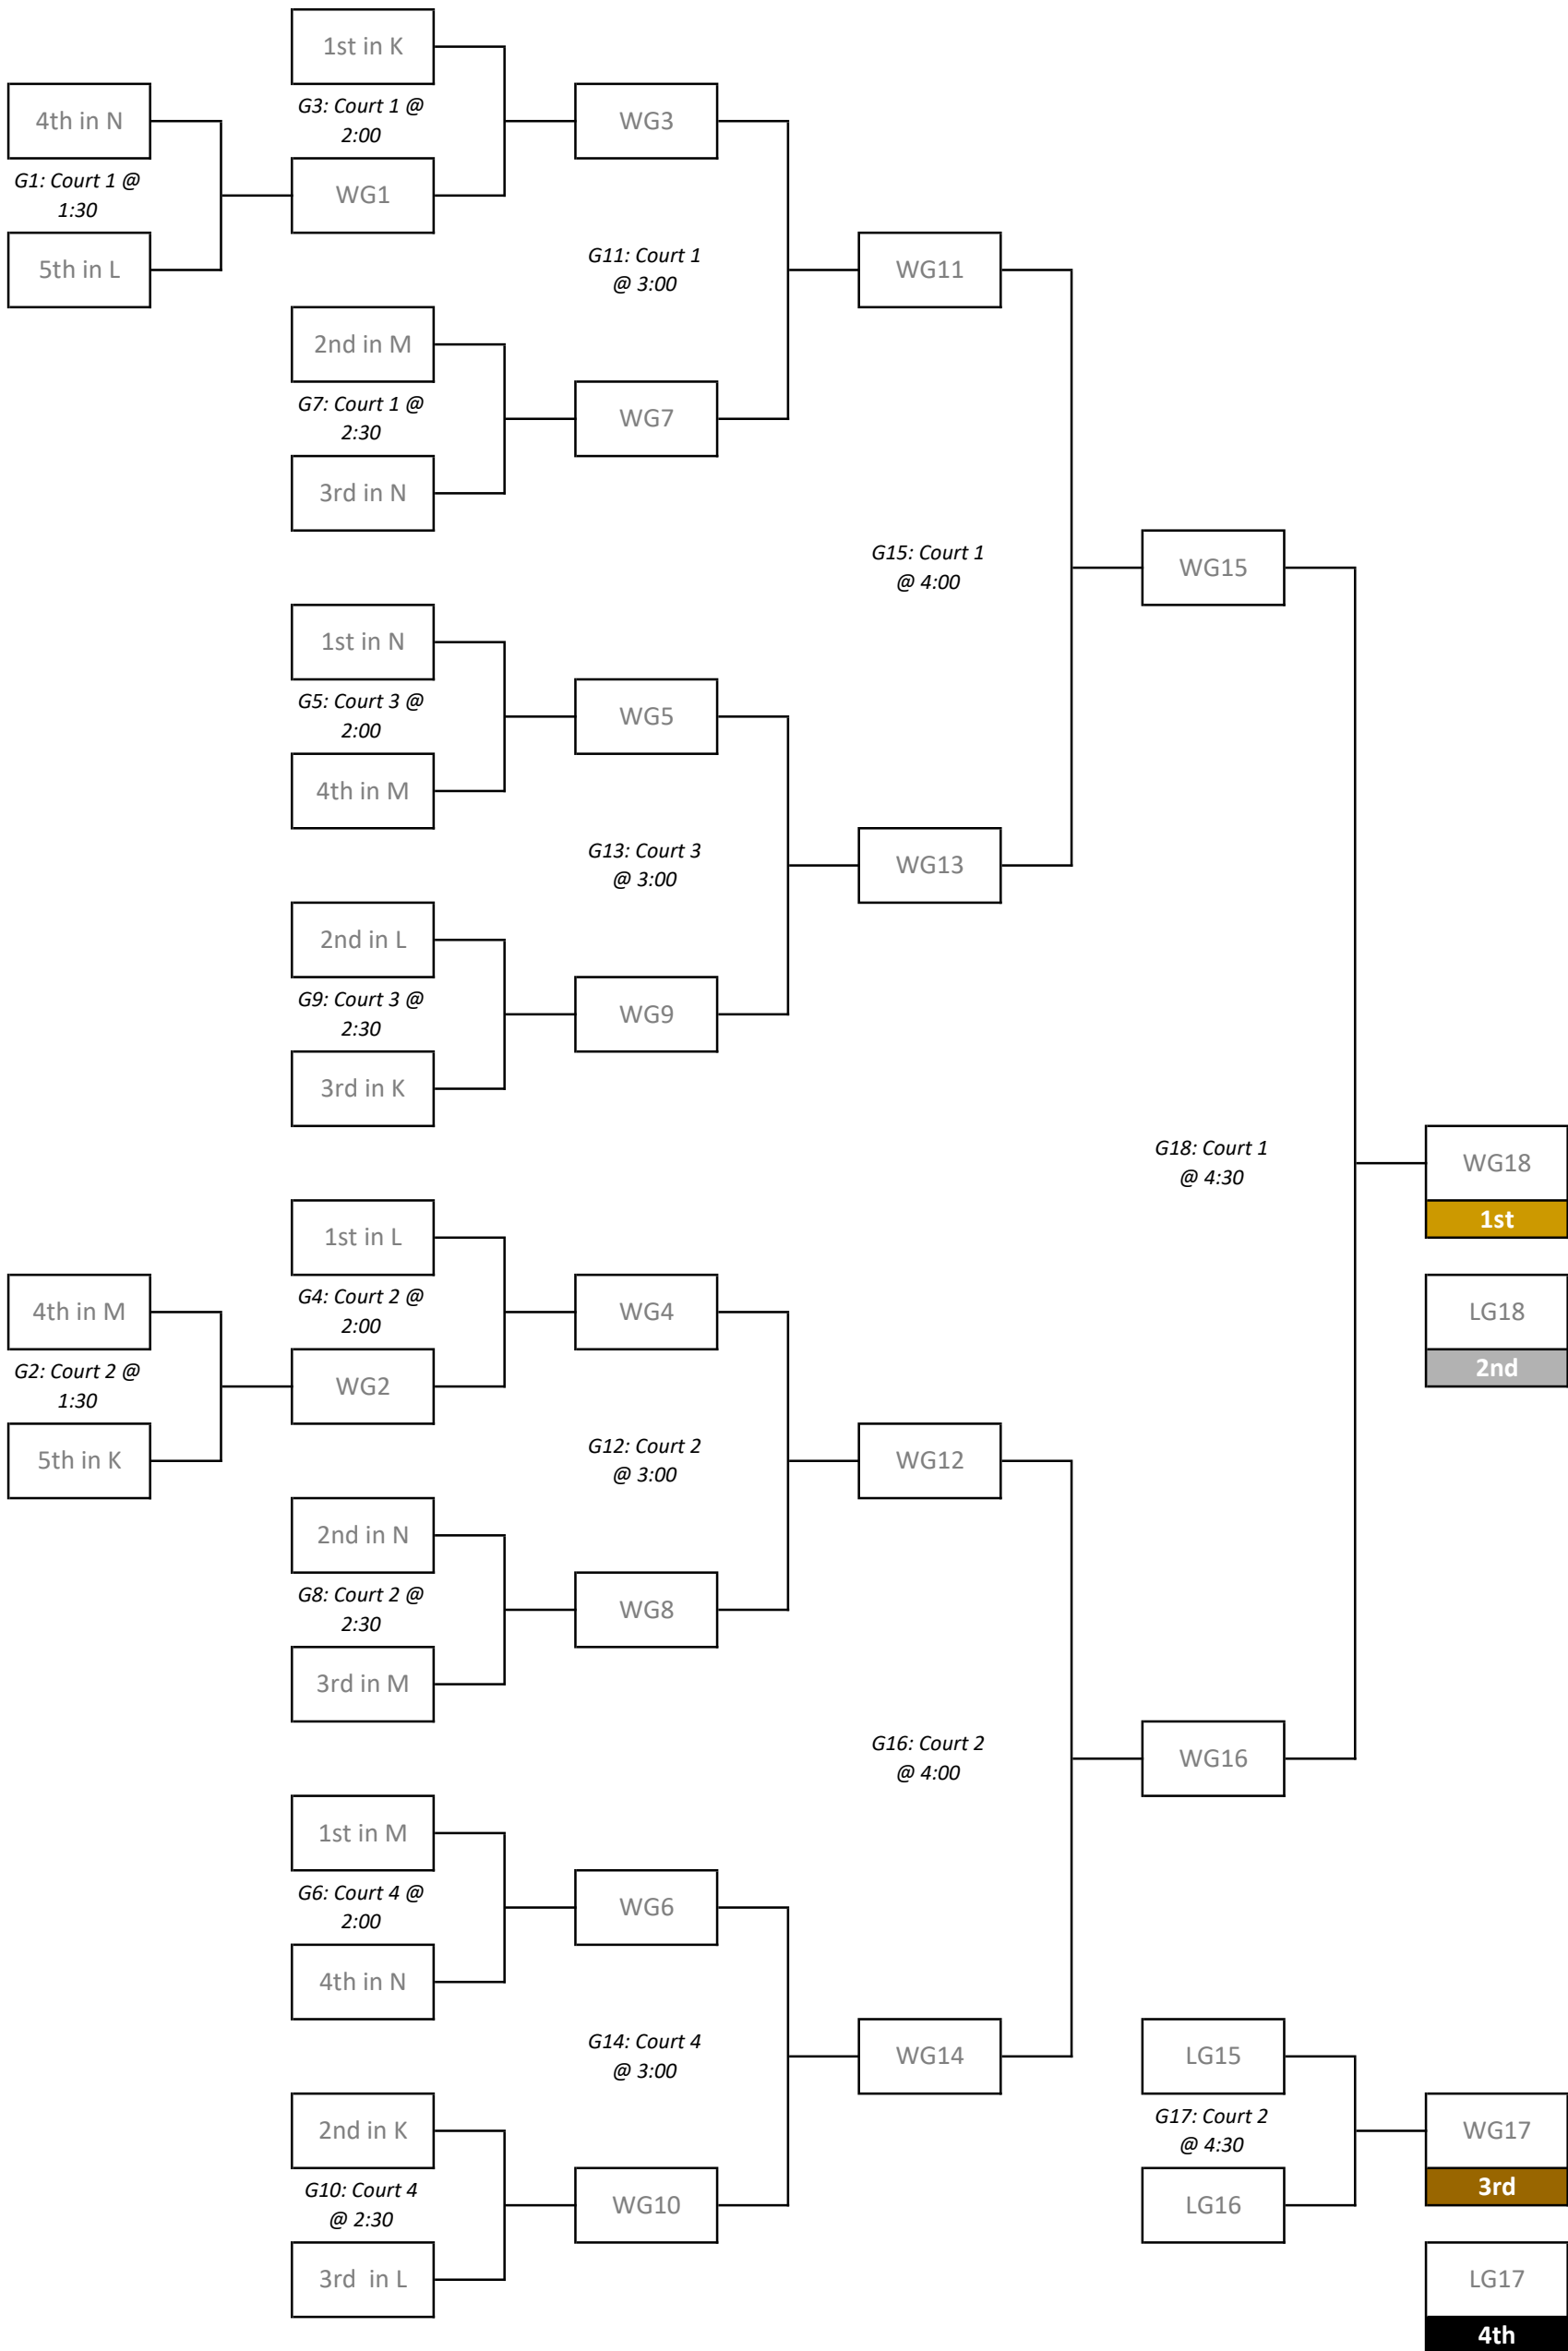 1st in K
4th in N
G3: Court 1 @
2:00
WG3
G1: Court 1 @
1:30
WG1
5th in L
G11: Court 1
@ 3:00
WG11
2nd in M
G7: Court 1 @
2:30
WG7
3rd in N
G15: Court 1
@ 4:00
WG15
1st in N
G5: Court 3 @
2:00
WG5
4th in M
G13: Court 3
@ 3:00
WG13
2nd in L
G9: Court 3 @
2:30
WG9
3rd in K
G18: Court 1
@ 4:30
WG18
1st
1st in L
4th in M
G4: Court 2 @
2:00
WG4
LG18
2nd
G2: Court 2 @
1:30
WG2
5th in K
G12: Court 2
@ 3:00
WG12
2nd in N
G8: Court 2 @
2:30
WG8
3rd in M
G16: Court 2
@ 4:00
WG16
1st in M
G6: Court 4 @
2:00
WG6
4th in N
G14: Court 4
@ 3:00
WG14
LG15
G17: Court 2
@ 4:30
WG17
3rd
2nd in K
G10: Court 4
@ 2:30
WG10
LG16
3rd  in L
LG17
4th